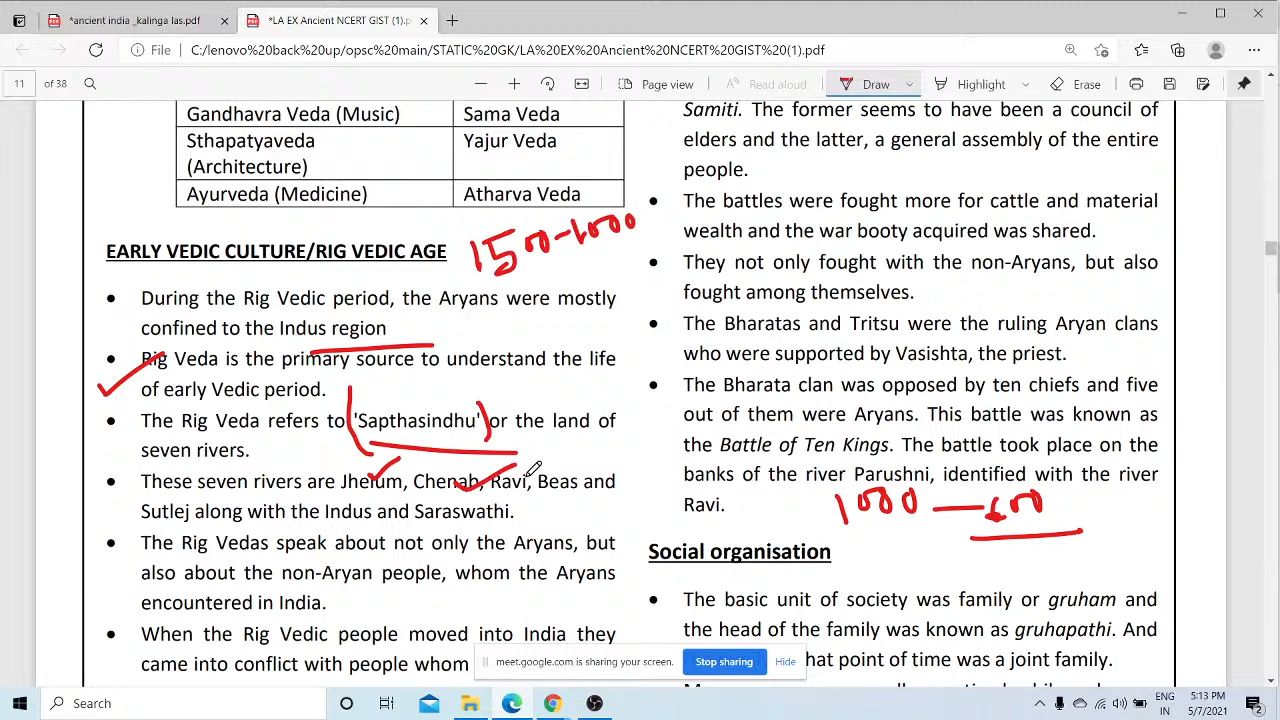 *ancient india _kalinga las.pdf
*LA EX Ancient NCERT GIST (1).p
File
C:/lenovo%20back%20up/opsc%20main/STATIC%20GK/LA%20EX%20Ancient%20NCERT%20GIST%20(1).pdf
11 of 38
Page view
Read aloud
Draw
Highlight
Erase
Gandhavra Veda (Music) Sama Veda
Sthapatyaveda Yajur Veda
(Architecture)
Ayurveda (Medicine) Atharva Veda
EARLY VEDIC CULTURE/RIG VEDIC AGE 1500-1000
• During the Rig Vedic period, the Aryans were mostly
confined to the Indus region
• Rig Veda is the primary source to understand the life
of early Vedic period.
• The Rig Veda refers to 'Sapthasindhu' or the land of
seven rivers.
• These seven rivers are Jhelum, Chenab, Ravi, Beas and
Sutlej along with the Indus and Saraswathi.
• The Rig Vedas speak about not only the Aryans, but
also about the non-Aryan people, whom the Aryans
encountered in India.
• When the Rig Vedic people moved into India they
came into conflict with people whom
Samiti. The former seems to have been a council of
elders and the latter, a general assembly of the entire
people.
• The battles were fought more for cattle and material
wealth and the war booty acquired was shared.
• They not only fought with the non-Aryans, but also
fought among themselves.
• The Bharatas and Tritsu were the ruling Aryan clans
who were supported by Vasishta, the priest.
• The Bharata clan was opposed by ten chiefs and five
out of them were Aryans. This battle was known as
the Battle of Ten Kings. The battle took place on the
banks of the river Parushni, identified with the river
Ravi.
1000 — 600
Social organisation
• The basic unit of society was family or gruham and
the head of the family was known as gruhapathi. And
hat point of time was a joint family.
meet.google.com is sharing your screen.
Stop sharing
Hide
Search
ENG
IN
5:13 PM
5/7/2021
2